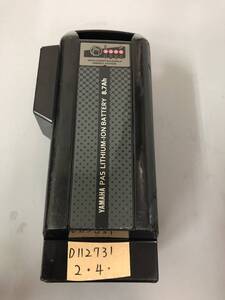 YAMAHA PAS LITHIUM-ION BATTERY 8.7Ah
D112731
2.4.